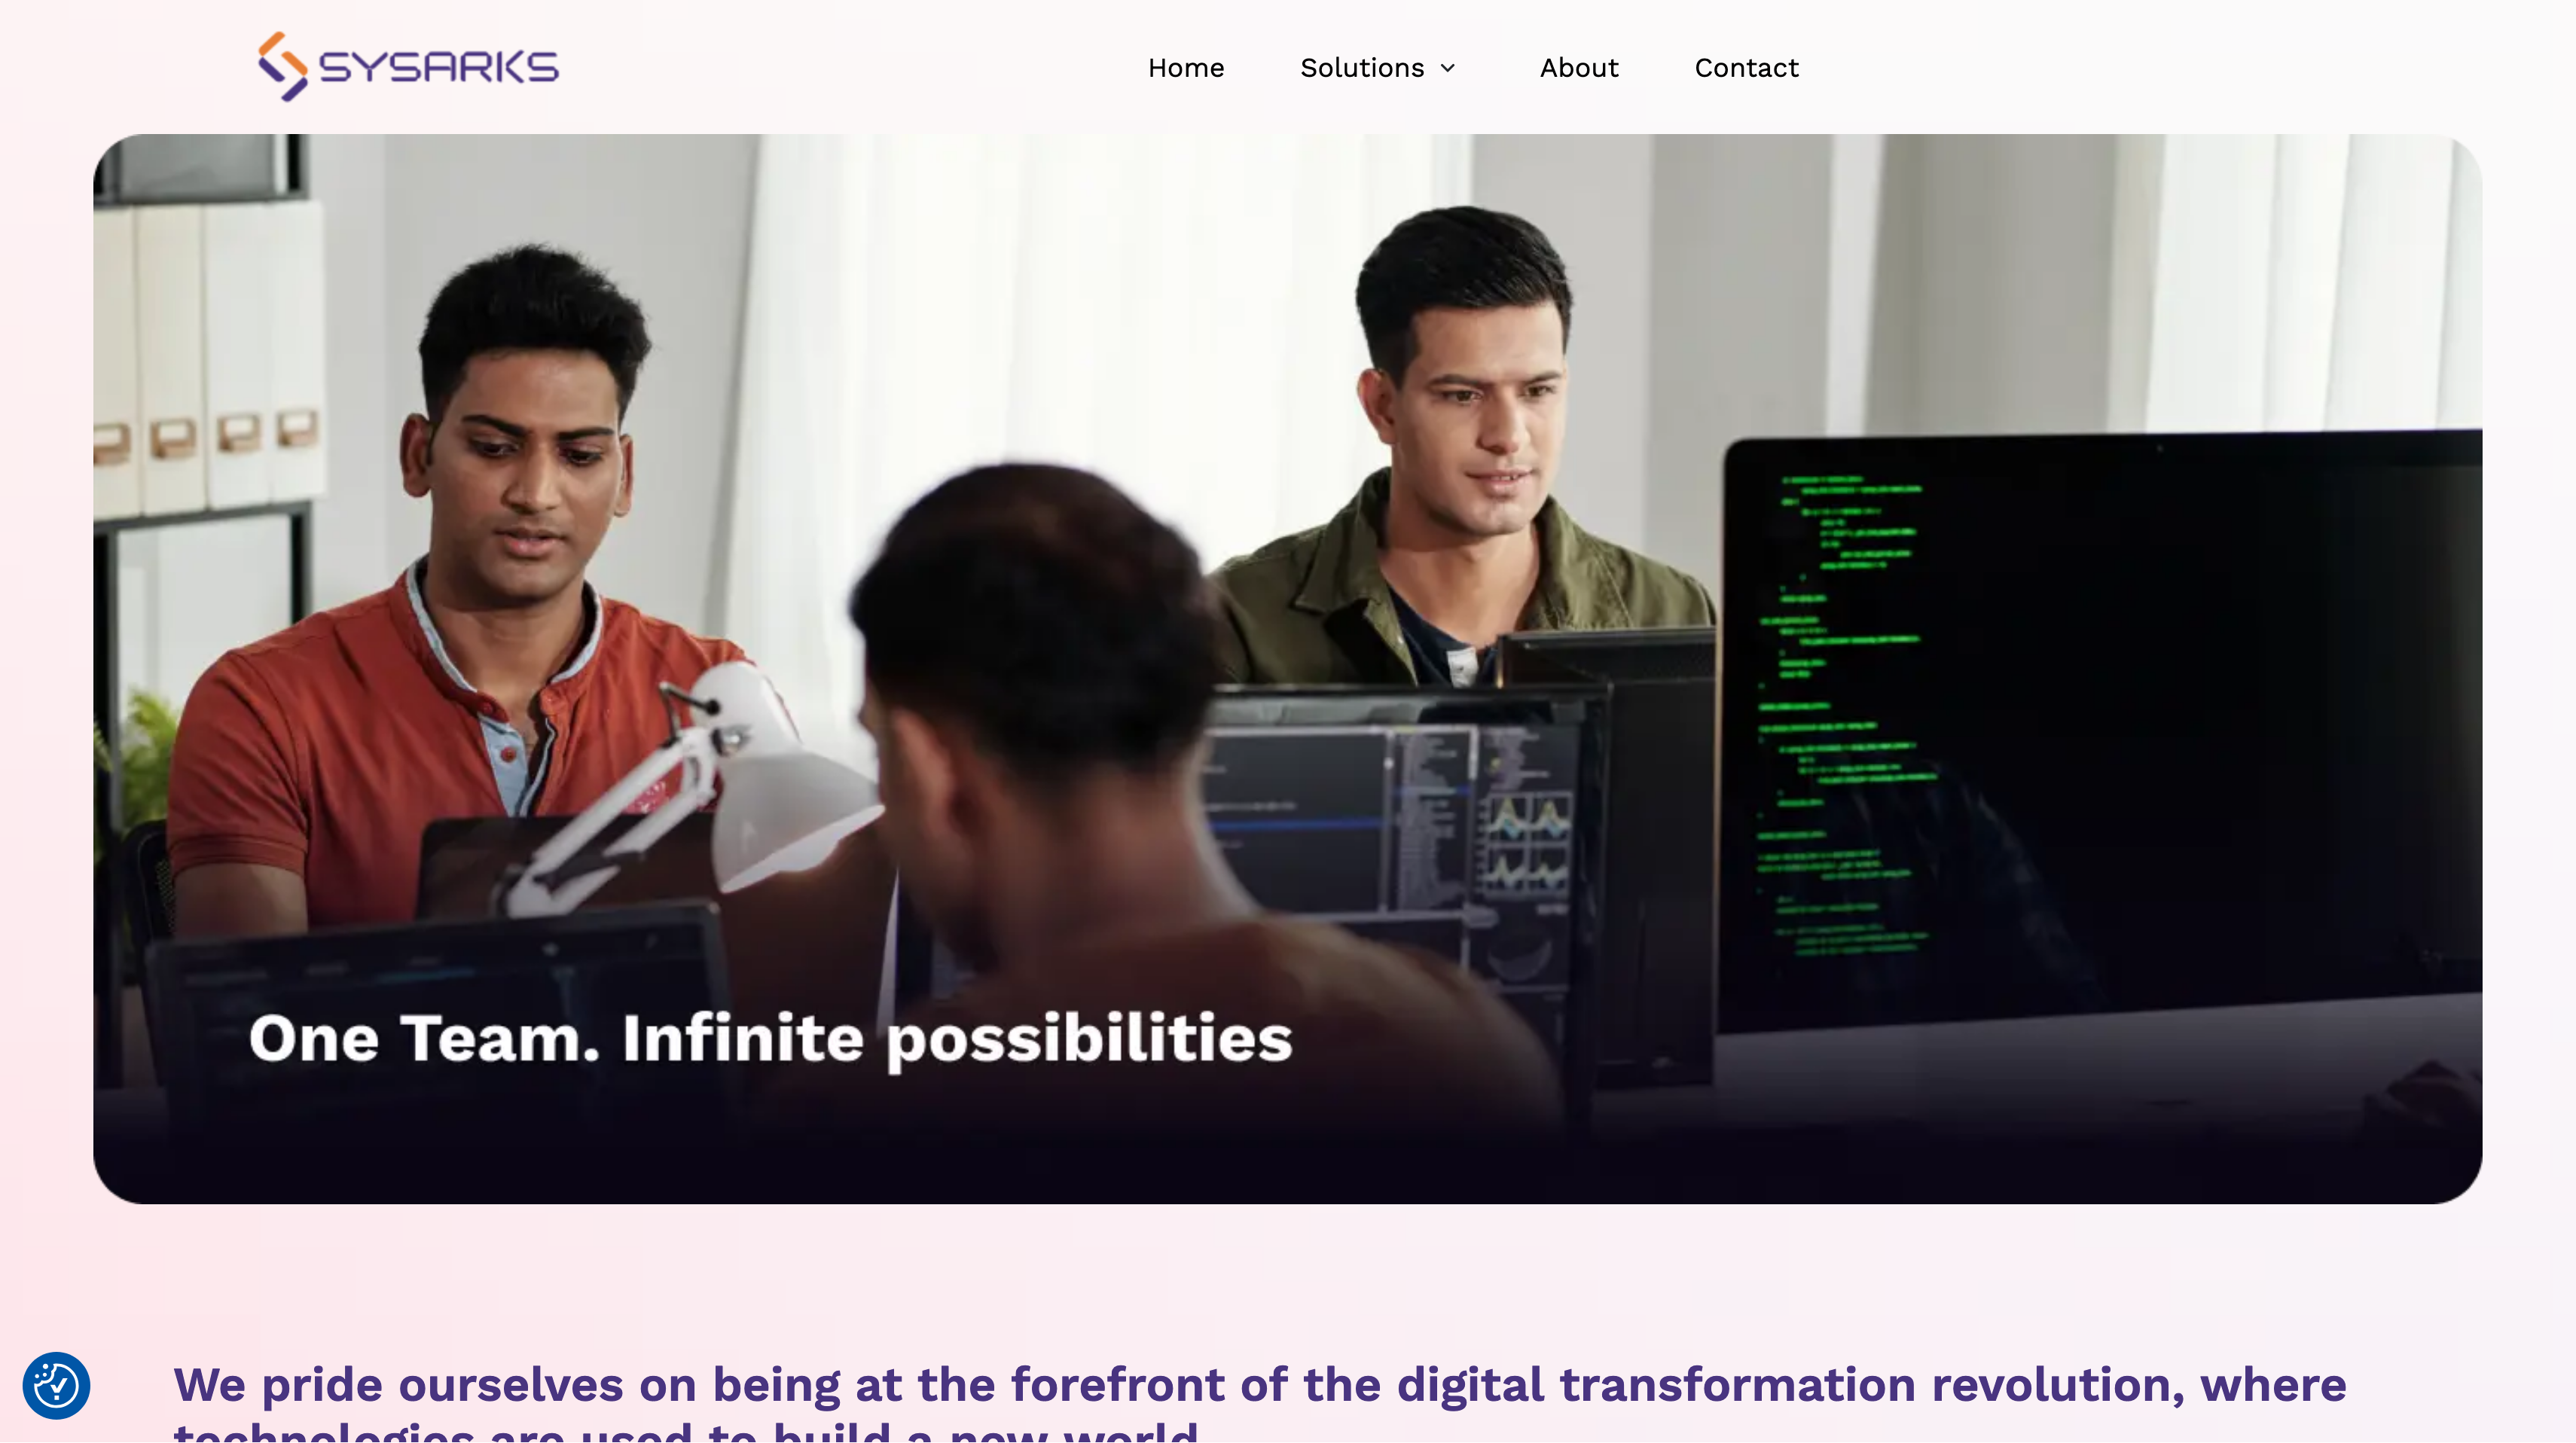 SYSARKS
Home
Solutions
About
Contact
One Team. Infinite possibilities
We pride ourselves on being at the forefront of the digital transformation revolution, where
technologies are used to build a new world